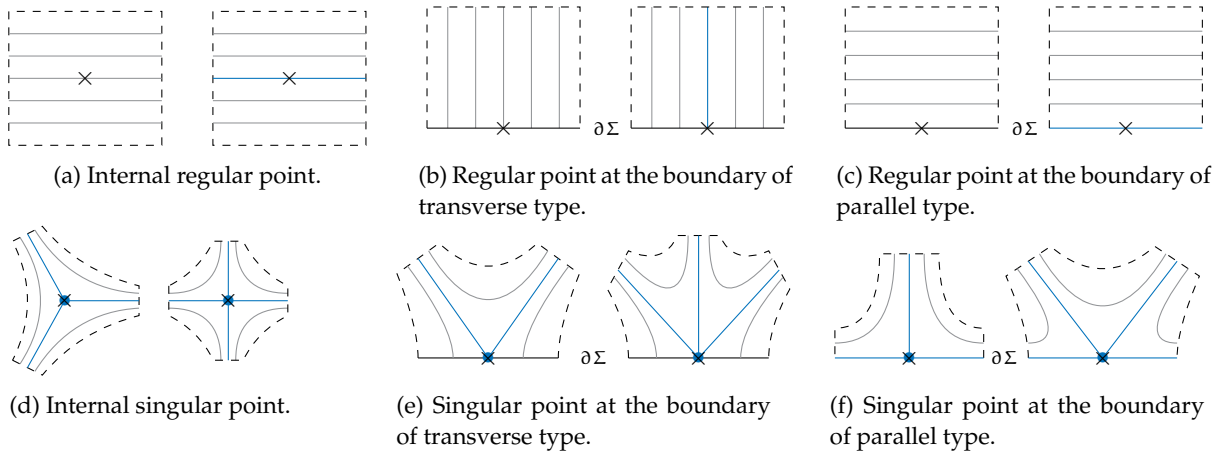 ∂Σ
∂Σ
(a) Internal regular point.
(b) Regular point at the boundary of
transverse type.
(c) Regular point at the boundary of
parallel type.
∂Σ
∂Σ
(d) Internal singular point.
(e) Singular point at the boundary
of transverse type.
(f) Singular point at the boundary
of parallel type.